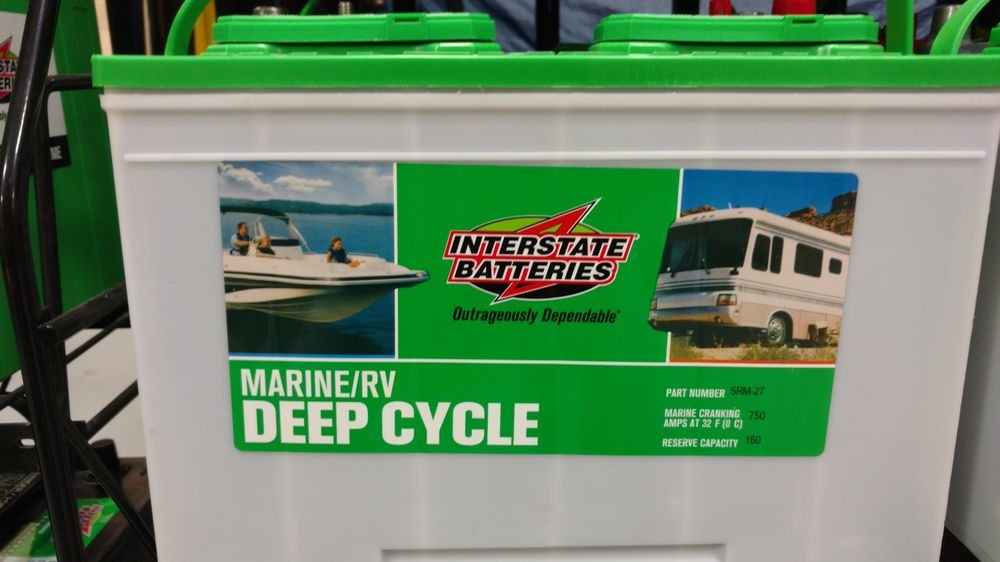 INTERSTATE
BATTERIES
Outrageously Dependable
MARINE/RV
DEEP CYCLE
PART NUMBER SRM-27
MARINE CRANKING 750
AMPS AT 32 F (0 C)
RESERVE CAPACITY 160